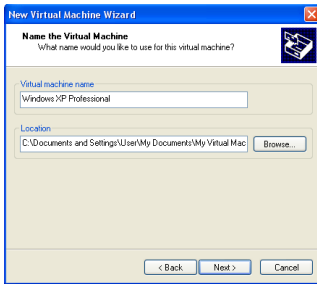 New Virtual Machine Wizard
Name the Virtual Machine
What name would you like to use for this virtual machine?
Virtual machine name
Windows XP Professional
Location
C:\Documents and Settings\User\My Documents\My Virtual Mac
Browse...
< Back
Next >
Cancel